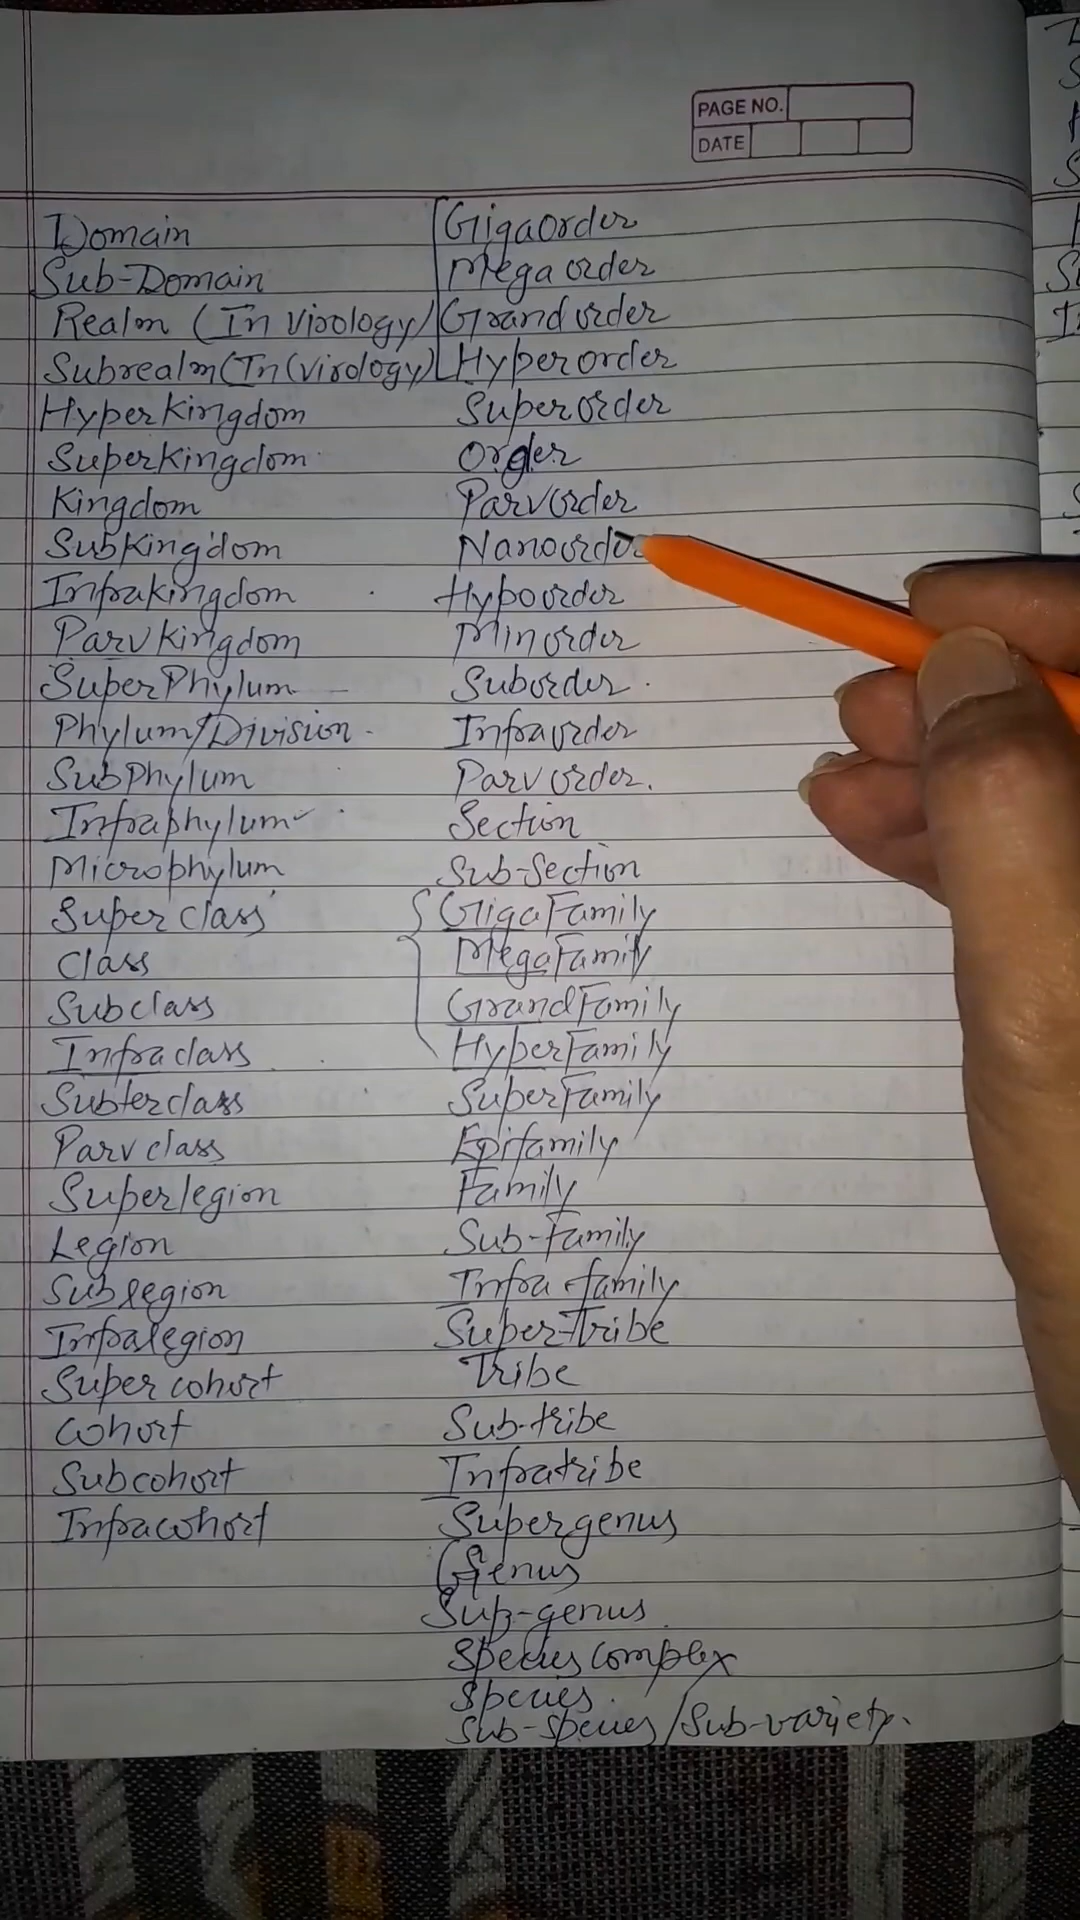 PAGE NO.
DATE
Domain
Sub-Domain
Realm (In Virology)
Subrealm(In(Virology)
Hyperkingdom
Superkingdom
Kingdom
Subkingdom
Infrakingdom
Parvkingdom
SuperPhylum
Phylum/Division
SubPhylum
Infraphylum
Microphylum
Superclass
Class
Subclass
Infraclass
Subterclass
Parvclass
Superlegion
Legion
Sublegion
Infralegion
Supercohort
Cohort
Subcohort
Infracohort
Gigaorder
Megaorder
Grandorder
Hyperorder
Superorder
Order
Parvorder
Nanoorder
Hypoorder
Minorder
Suborder.
Infraorder
Parvorder.
Section
Sub-Section
GigaFamily
MegaFamily
GrandFamily
HyperFamily
SuperFamily
Epifamily
Family
Sub-Family
Infra-family
Super-Tribe
Tribe
Sub-tribe
Infratribe
Supergenus
Genus
Sub-genus
Species complex
Species.
Sub-species/Sub-variety.